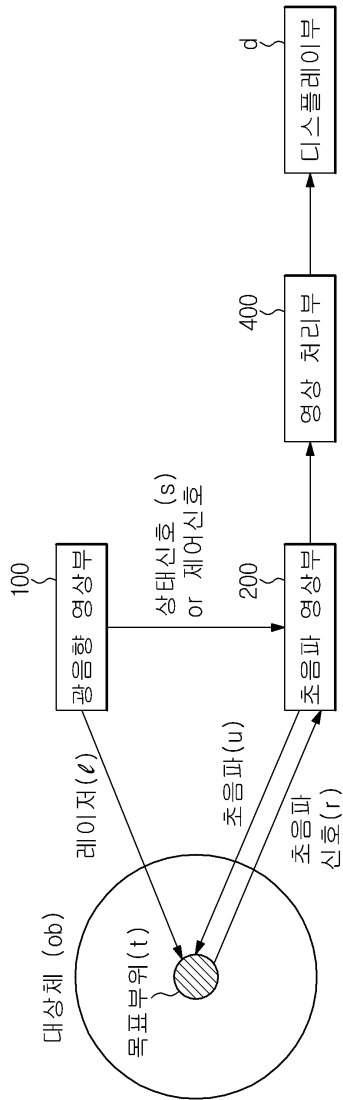 대상체 (ob)
목표부위(t)
레이저(ℓ)
100
광음향 영상부
상태신호 (s)
or 제어신호
초음파(u)
초음파
신호(r)
200
초음파 영상부
400
영상 처리부
d
디스플레이부